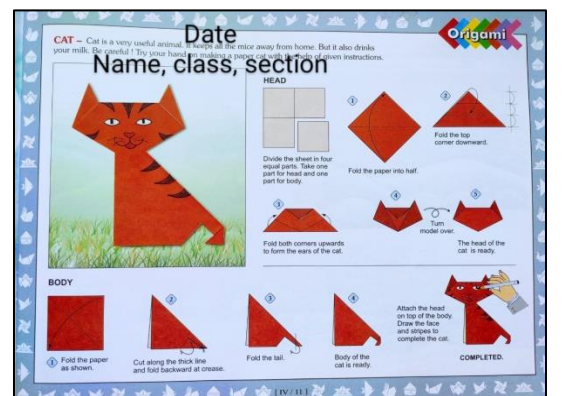 Date
Name, class, section
Origami
CAT – Cat is a very useful animal. It keeps all the mice away from home. But it also drinks
your milk. Be careful ! Try your hand on making a paper cat with the help of given instructions.
HEAD
Divide the sheet in four
equal parts. Take one
part for head and one
part for body.
1
Fold the paper into half.
2
Fold the top
corner downward.
3
Fold both corners upwards
to form the ears of the cat.
4
Turn
model over.
5
The head of the
cat is ready.
BODY
1 Fold the paper
as shown.
2
Cut along the thick line
and fold backward at crease.
3
Fold the tail.
4
Body of the
cat is ready.
Attach the head
on top of the body.
Draw the face
and stripes to
complete the cat.
COMPLETED.
[ IV / 11 ]